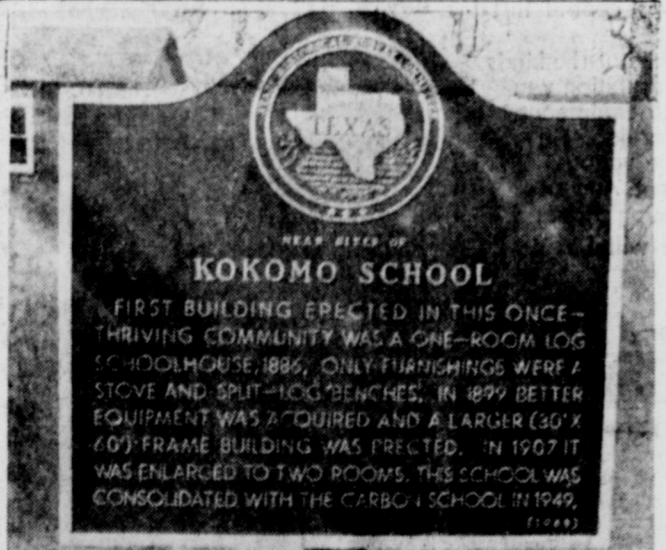 TEXAS
NEAR SITES OF
KOKOMO SCHOOL
FIRST BUILDING ERECTED IN THIS ONCE-
THRIVING COMMUNITY WAS A ONE-ROOM LOG
SCHOOLHOUSE, 1886, ONLY FURNISHINGS WERE A
STOVE AND SPLIT-LOG BENCHES. IN 1899 BETTER
EQUIPMENT WAS ACQUIRED AND A LARGER (30' X
60') FRAME BUILDING WAS ERECTED. IN 1907 IT
WAS ENLARGED TO TWO ROOMS. THIS SCHOOL WAS
CONSOLIDATED WITH THE CARBON SCHOOL IN 1949.